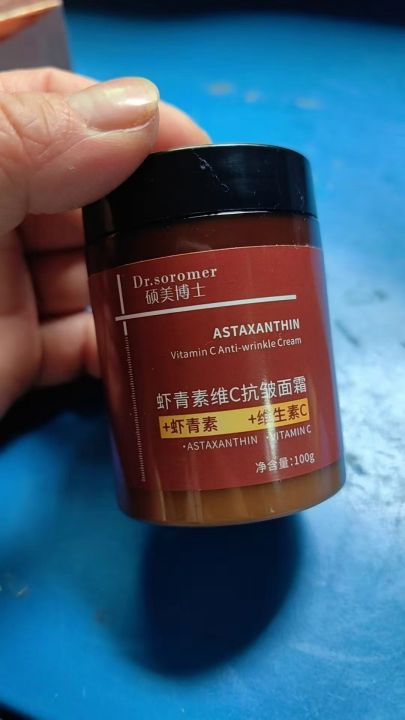 Dr.soromer
硕美博士
ASTAXANTHIN
Vitamin C Anti-wrinkle Cream
虾青素维C抗皱面霜
+虾青素 +维生素C
·ASTAXANTHIN ·VITAMIN C
净含量:100g